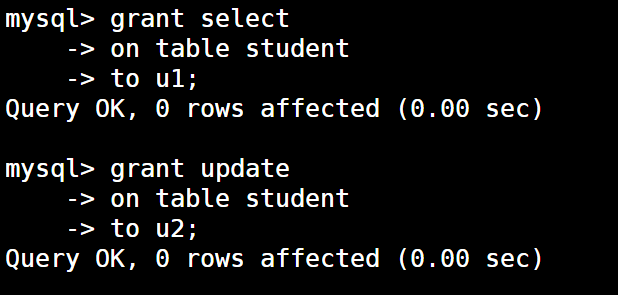 mysql> grant select
    -> on table student
    -> to u1;
Query OK, 0 rows affected (0.00 sec)

mysql> grant update
    -> on table student
    -> to u2;
Query OK, 0 rows affected (0.00 sec)